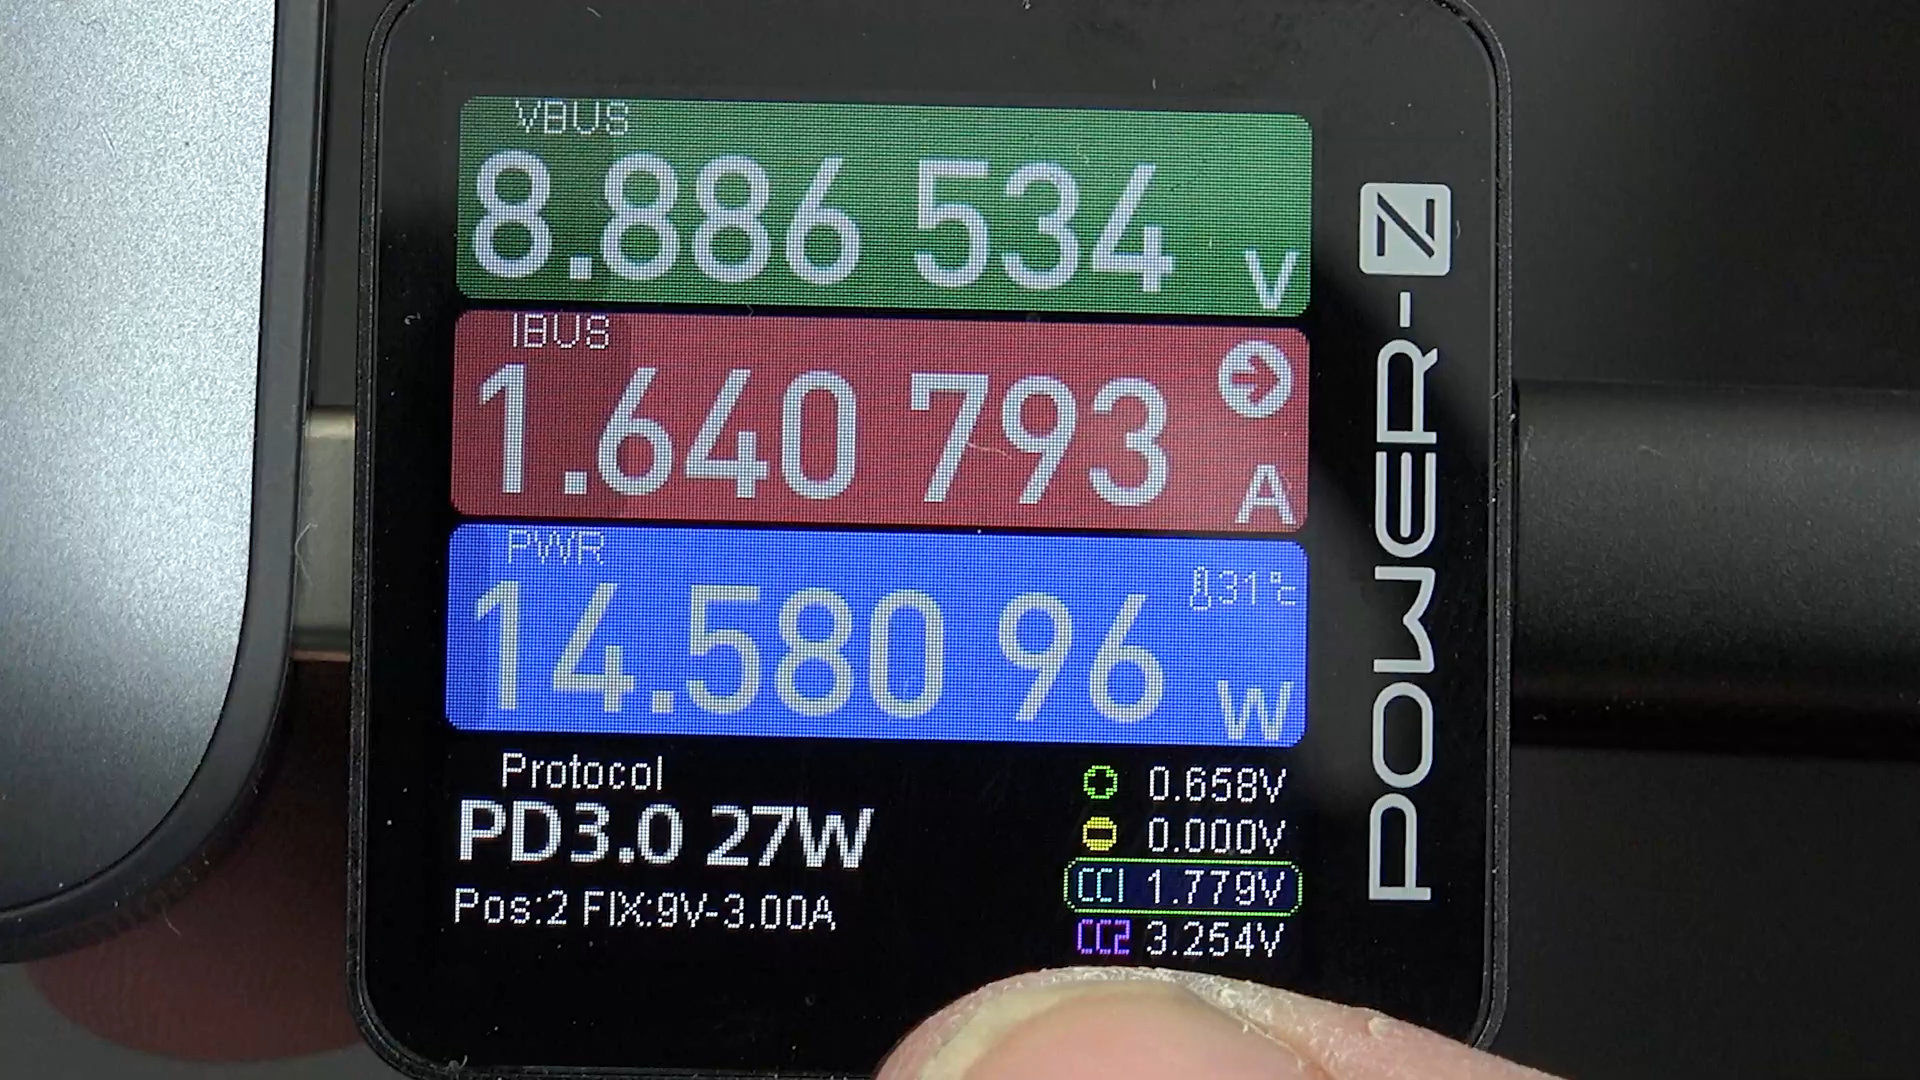 VBUS
8.886 534 V
IBUS
1.640 793 A
PWR
31°C
14.580 96 W
Protocol
PD3.0 27W
Pos:2 FIX:9V-3.00A
0.658V
0.000V
CC1 1.779V
CC2 3.254V
POWER-Z